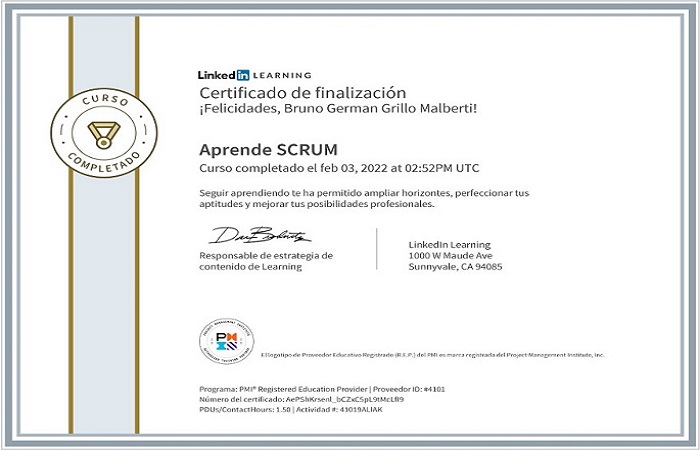 CURSO
COMPLETADO
Linked in LEARNING
Certificado de finalización
¡Felicidades, Bruno German Grillo Malberti!
Aprende SCRUM
Curso completado el feb 03, 2022 at 02:52PM UTC
Seguir aprendiendo te ha permitido ampliar horizontes, perfeccionar tus
aptitudes y mejorar tus posibilidades profesionales.
Responsable de estrategia de
contenido de Learning
LinkedIn Learning
1000 W Maude Ave
Sunnyvale, CA 94085
El logotipo de Proveedor Educativo Registrado (R.E.P.) del PMI es marca registrada del Project Management Institute, Inc.
Programa: PMI® Registered Education Provider | Proveedor ID: #4101
Número del certificado:
PDUs/ContactHours: 1.50 | Actividad #: 41019ALIAK